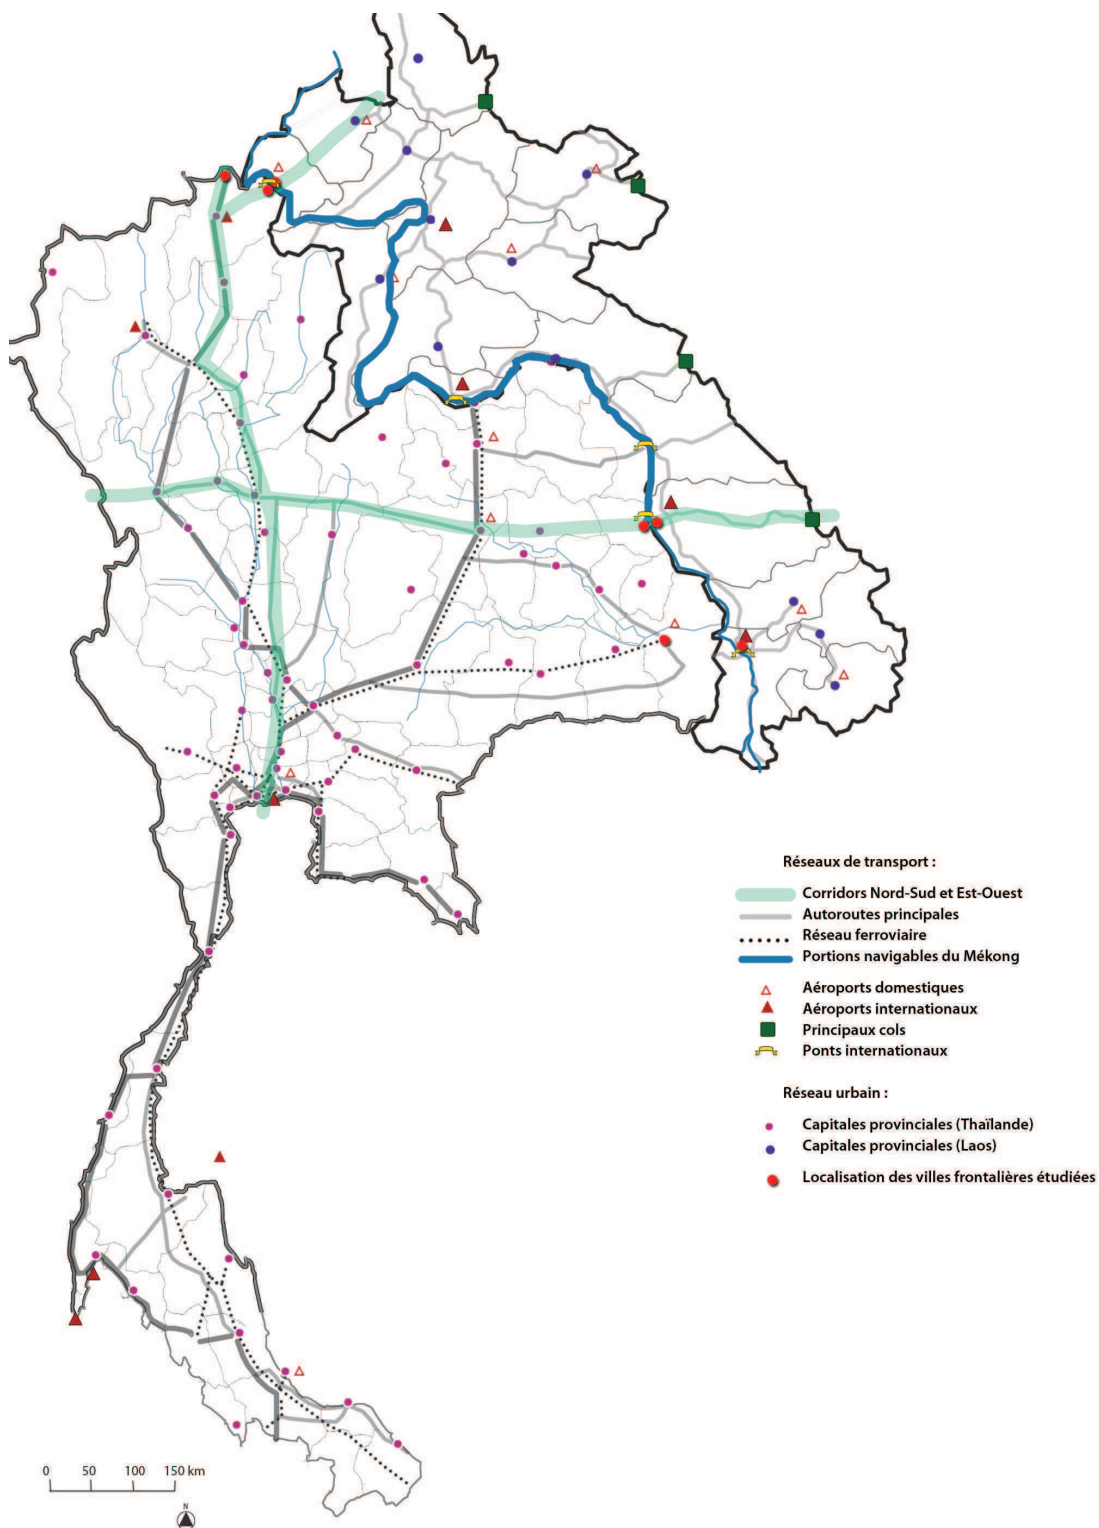 Réseaux de transport :
Corridors Nord-Sud et Est-Ouest
Autoroutes principales
Réseau ferroviaire
Portions navigables du Mékong
Aéroports domestiques
Aéroports internationaux
Principaux cols
Ponts internationaux
Réseau urbain :
Capitales provinciales (Thaïlande)
Capitales provinciales (Laos)
Localisation des villes frontalières étudiées
0 50 100 150 km
N